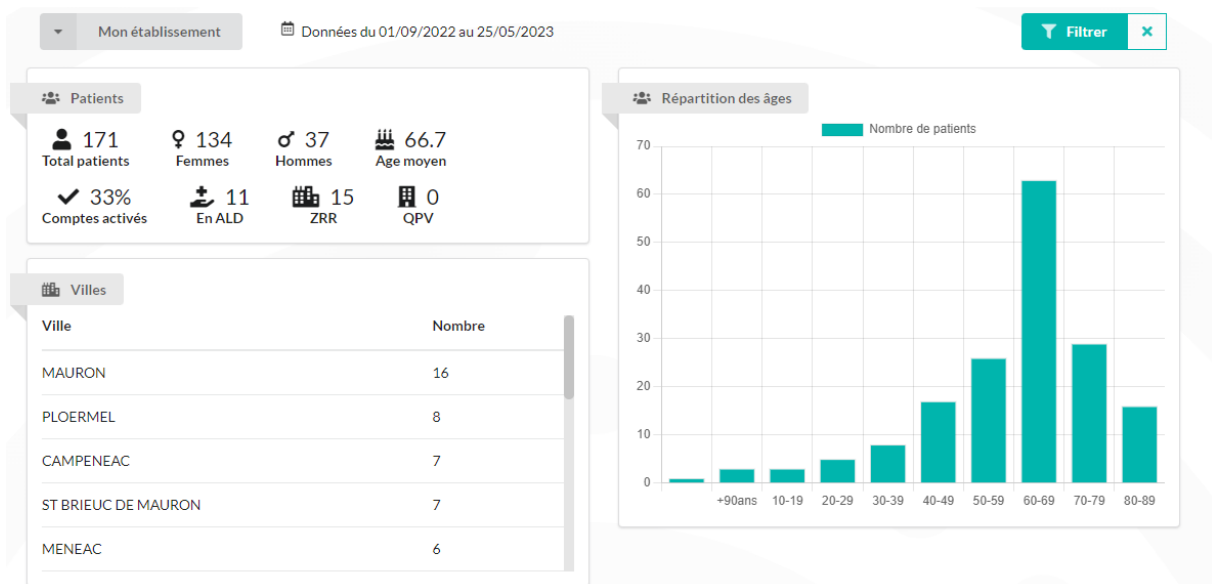 Mon établissement
Données du 01/09/2022 au 25/05/2023
Filtrer
Patients
171 134 37 66.7
Total patients Femmes Hommes Age moyen
33% 11 15 0
Comptes activés En ALD ZRR QPV
Villes
Ville Nombre
MAURON 16
PLOERMEL 8
CAMPENEAC 7
ST BRIEUC DE MAURON 7
MENEAC 6
Répartition des âges
Nombre de patients
70
60
50
40
30
20
10
0
+90ans 10-19 20-29 30-39 40-49 50-59 60-69 70-79 80-89